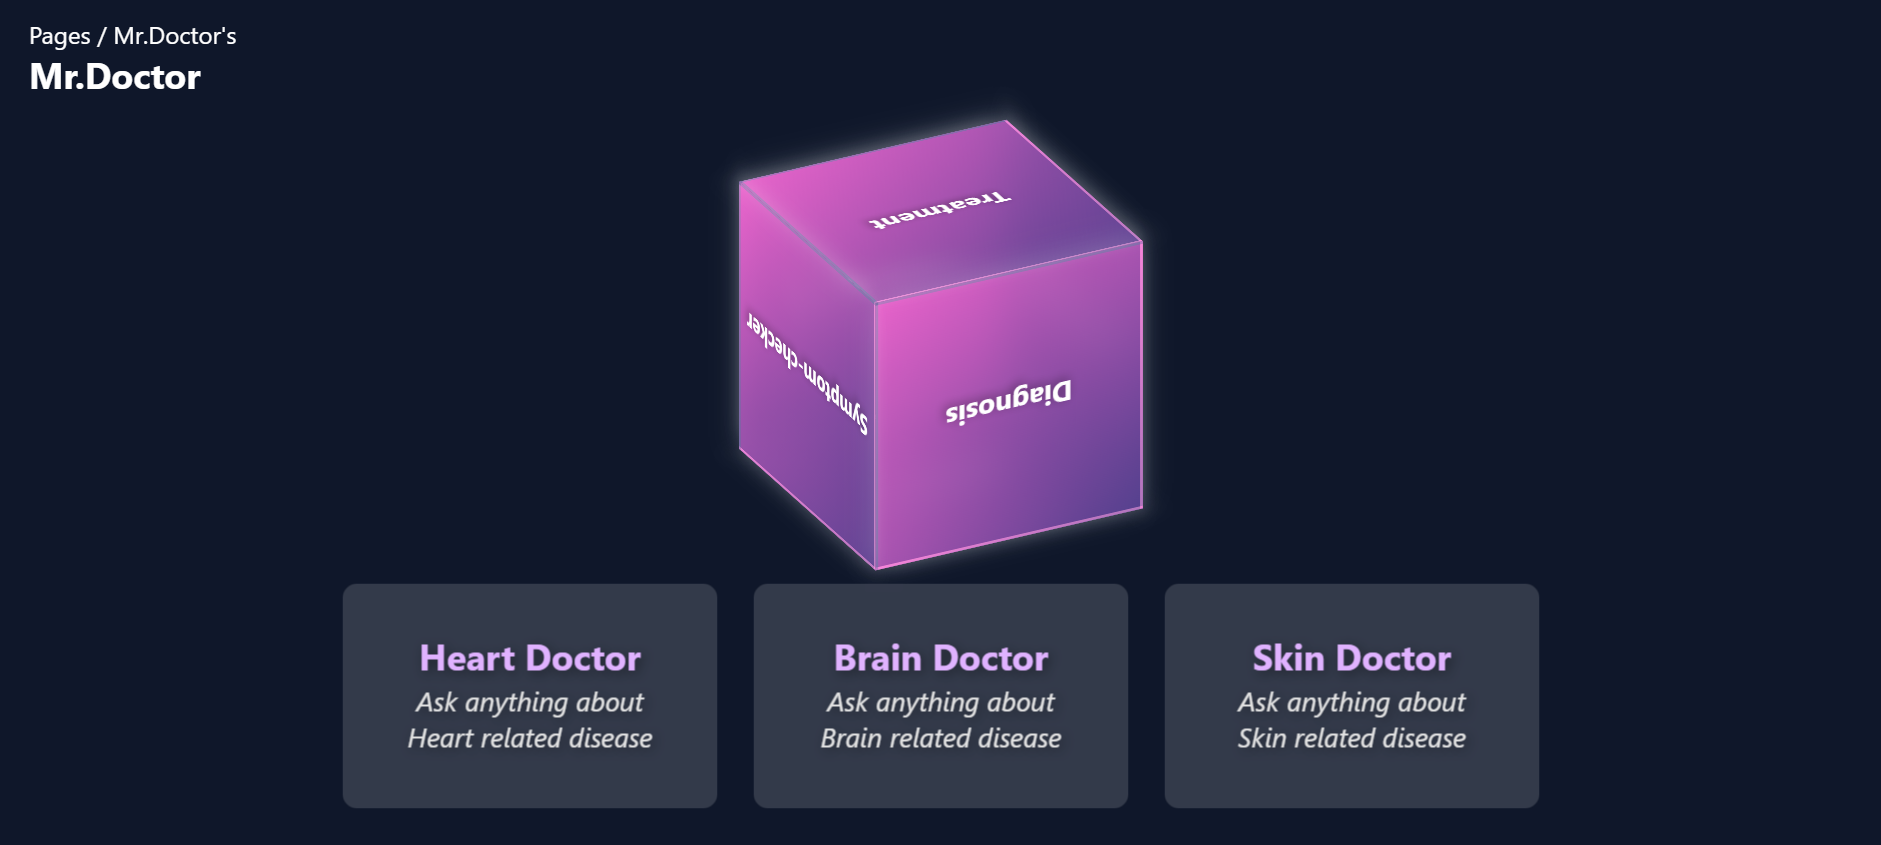 Pages / Mr.Doctor's
Mr.Doctor
Treatment
Symptom-checker
Diagnosis
Heart Doctor
Ask anything about
Heart related disease
Brain Doctor
Ask anything about
Brain related disease
Skin Doctor
Ask anything about
Skin related disease